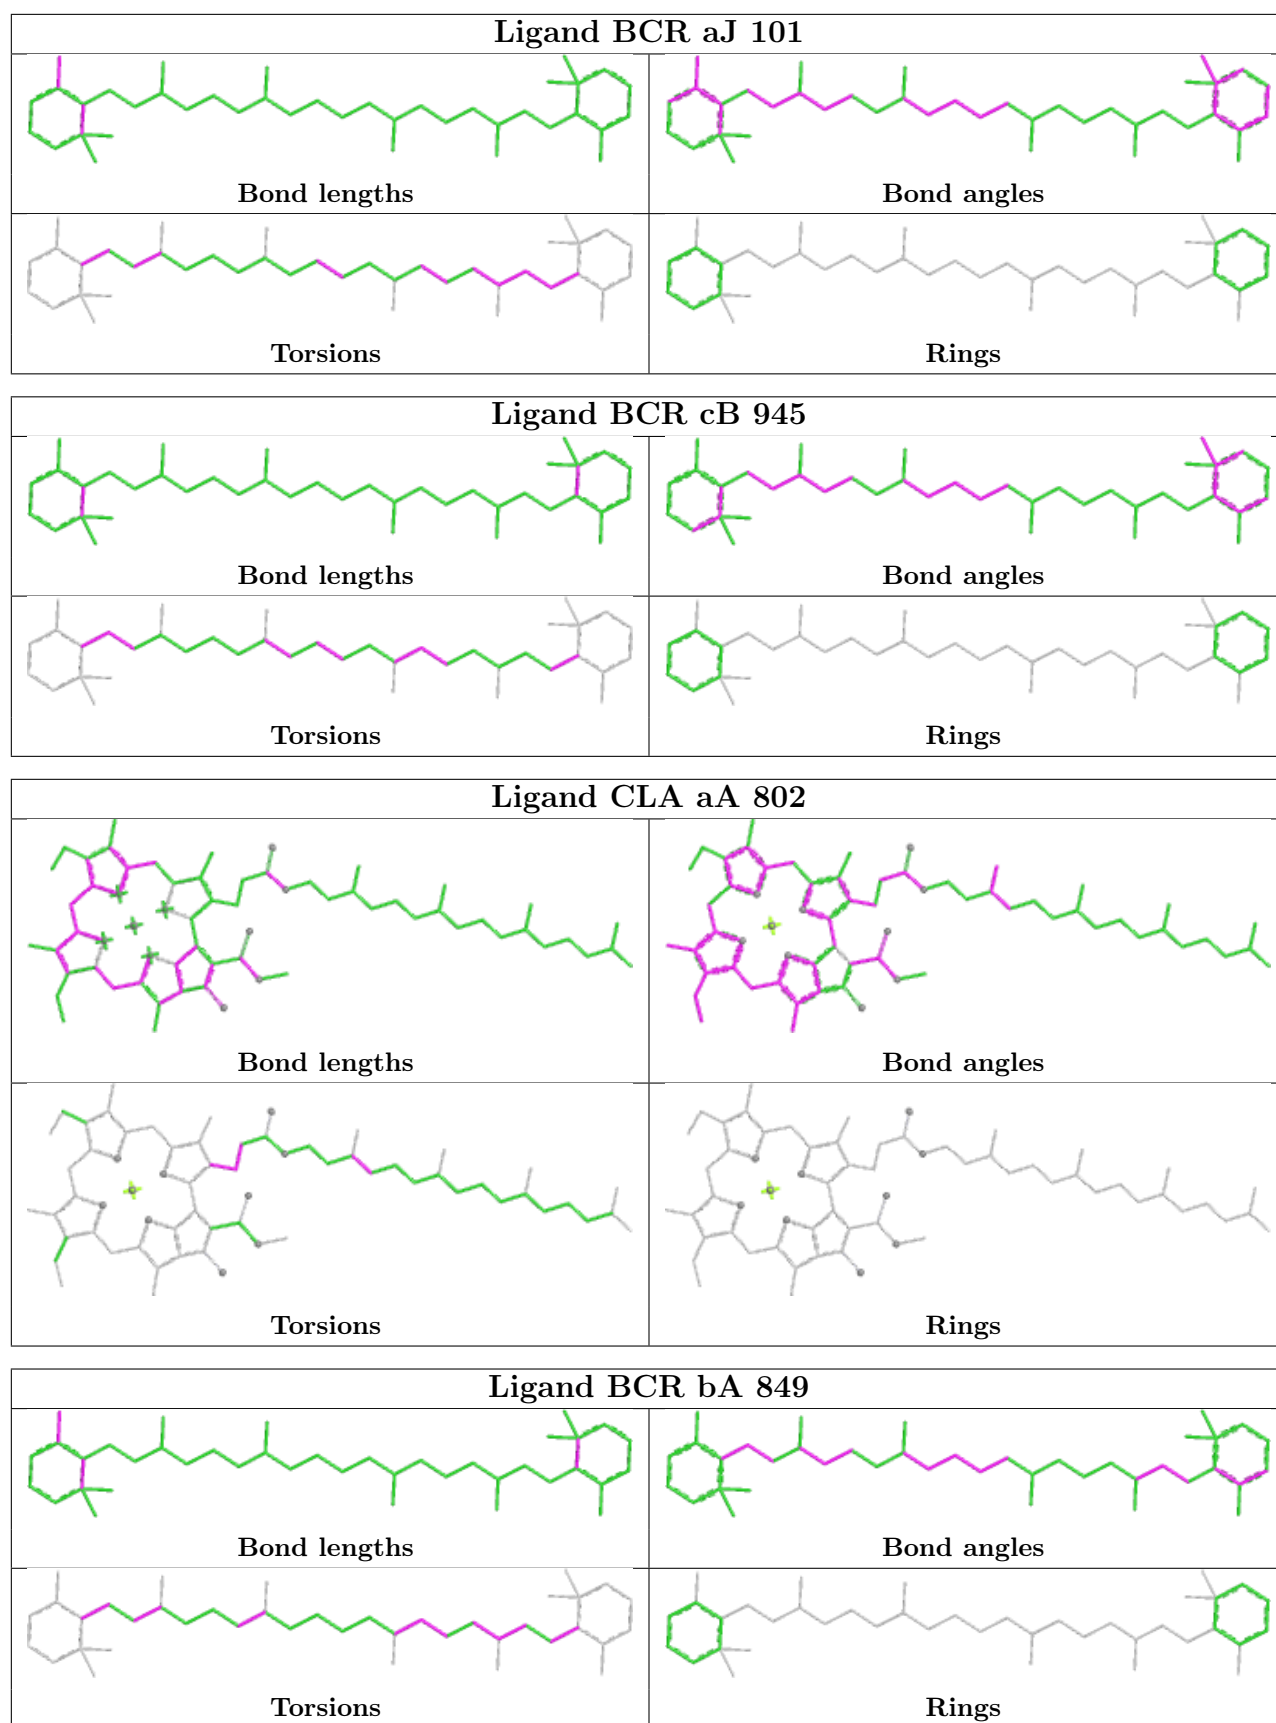 Ligand BCR aJ 101
Bond lengths
Bond angles
Torsions
Rings
Ligand BCR cB 945
Bond lengths
Bond angles
Torsions
Rings
Ligand CLA aA 802
Bond lengths
Bond angles
Torsions
Rings
Ligand BCR bA 849
Bond lengths
Bond angles
Torsions
Rings